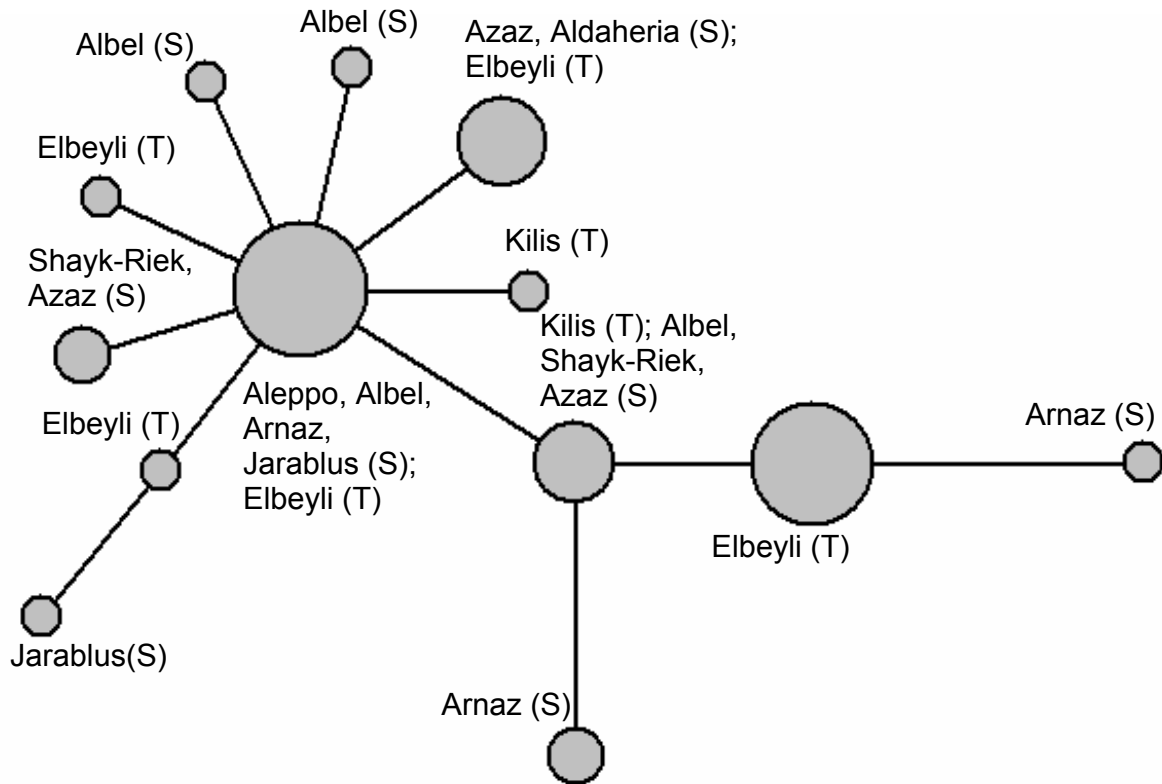 Albel (S)
Albel (S)
Azaz, Aldaheria (S);
Elbeyli (T)
Elbeyli (T)
Shayk-Riek,
Azaz (S)
Kilis (T)
Kilis (T); Albel,
Shayk-Riek,
Azaz (S)
Elbeyli (T)
Aleppo, Albel,
Arnaz,
Jarablus (S);
Elbeyli (T)
Arnaz (S)
Elbeyli (T)
Jarablus(S)
Arnaz (S)